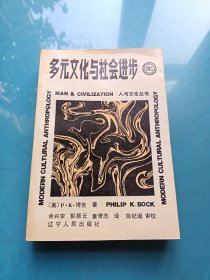 多元文化与社会进步
MAN & CIVILIZATION 人与文化丛书
MODERN CULTURAL ANTHROPOLOGY
MODERN CULTURAL ANTHROPOLOGY
[美] P·K·博克 著 PHILIP K. BOCK
余兴安 彭振云 童奇志 译 陈纪遥 审校
辽宁人民出版社